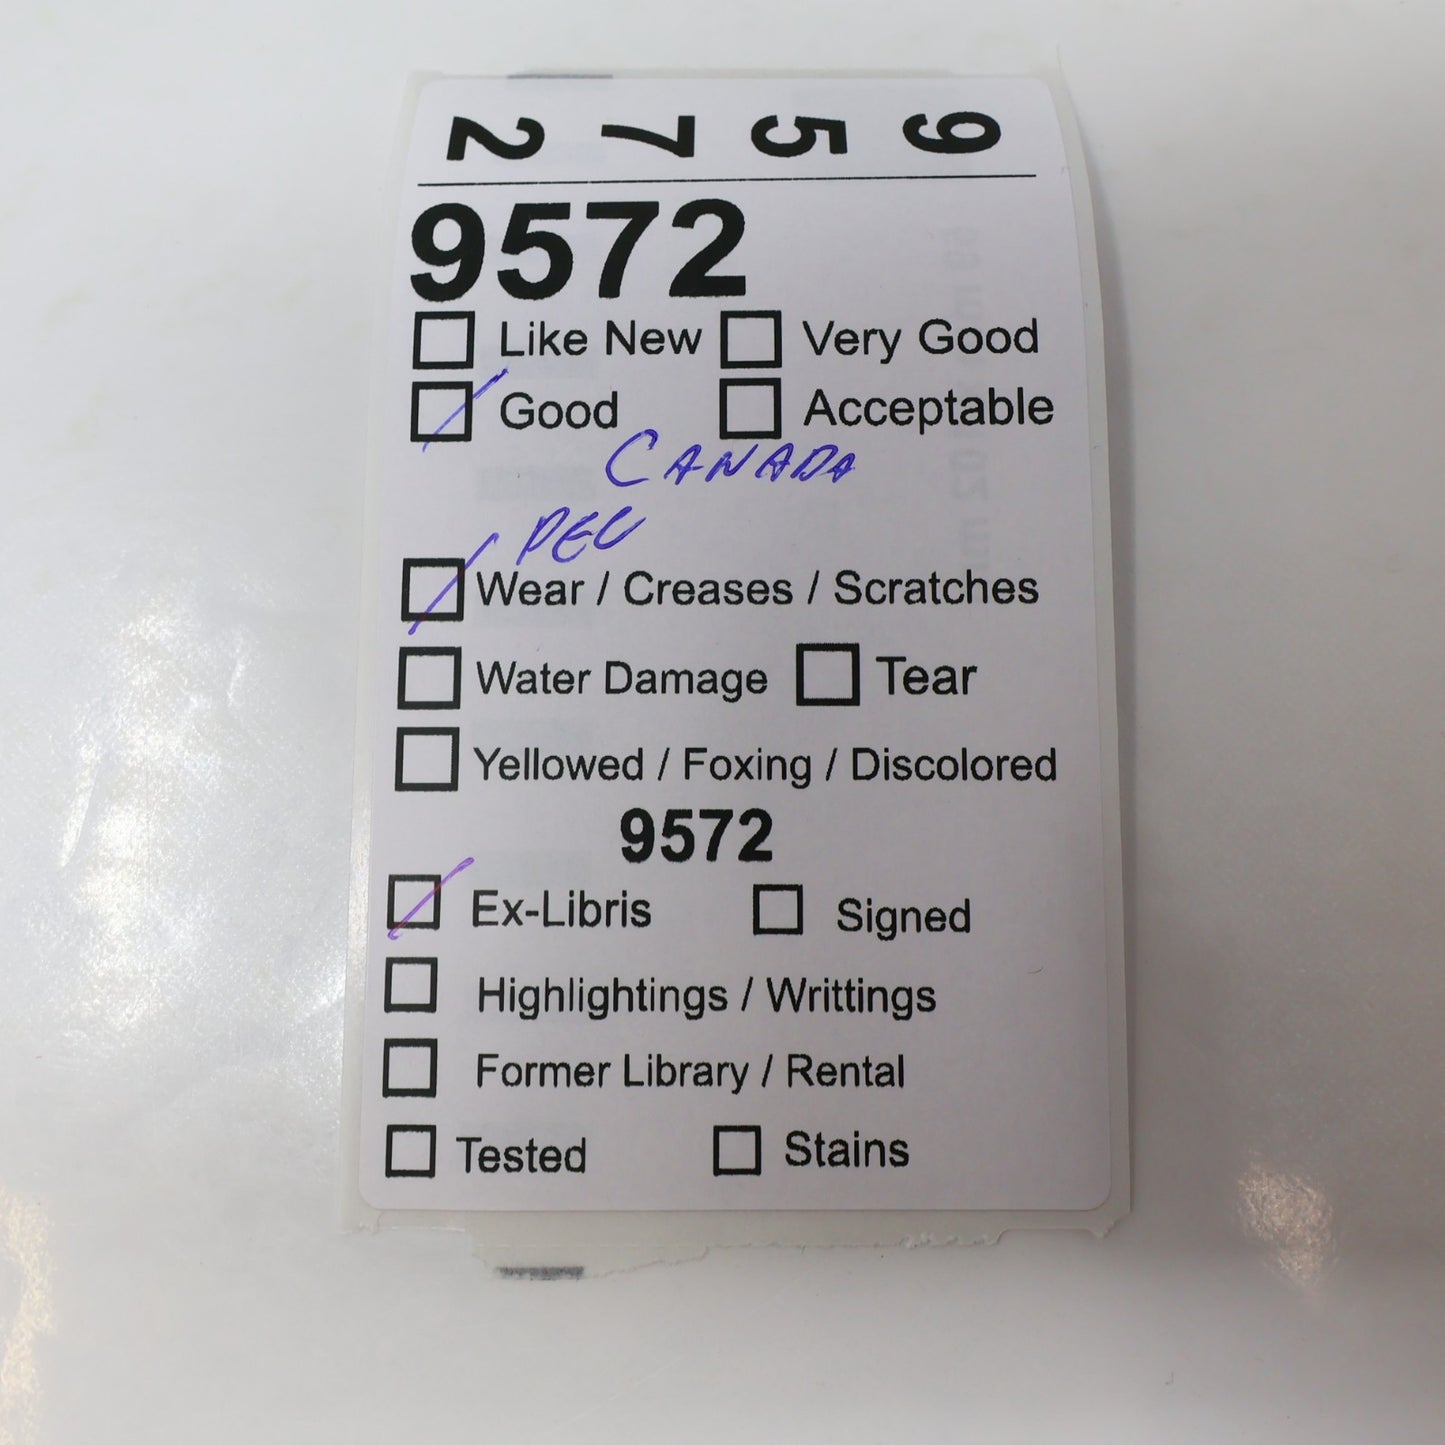 9 5 7 2
9572
Like New Very Good
Good Acceptable
CANADA
Wear / Creases / Scratches
Water Damage Tear
Yellowed / Foxing / Discolored
9572
Ex-Libris Signed
Highlightings / Writtings
Former Library / Rental
Tested Stains